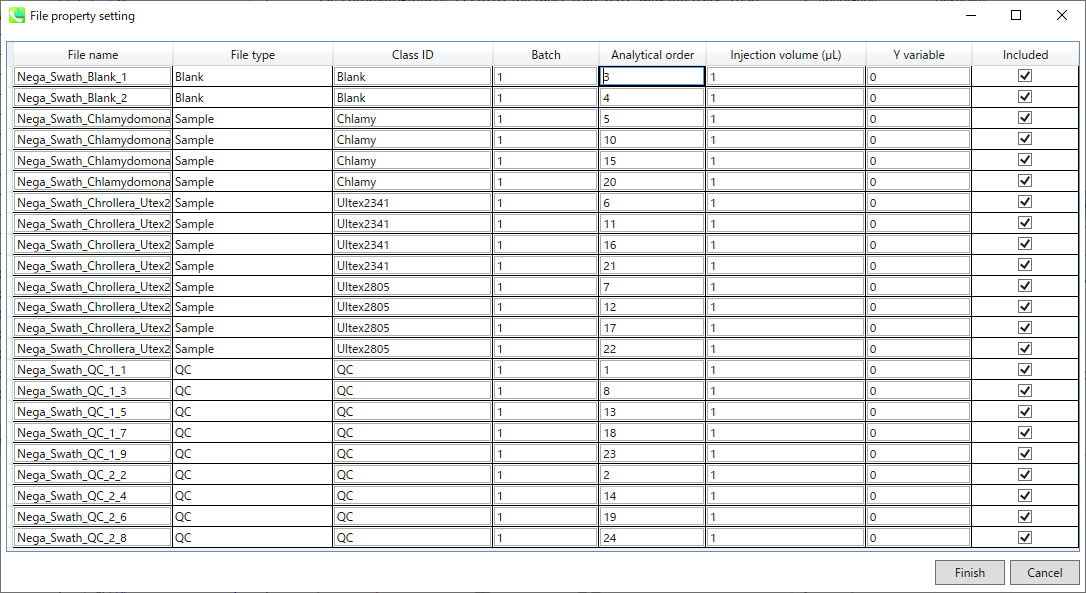 File property setting
File name File type Class ID Batch Analytical order Injection volume (μL) Y variable Included
Nega_Swath_Blank_1 Blank Blank 1 3 1 0
Nega_Swath_Blank_2 Blank Blank 1 4 1 0
Nega_Swath_Chlamydomona Sample Chlamy 1 5 1 0
Nega_Swath_Chlamydomona Sample Chlamy 1 10 1 0
Nega_Swath_Chlamydomona Sample Chlamy 1 15 1 0
Nega_Swath_Chlamydomona Sample Chlamy 1 20 1 0
Nega_Swath_Chrollera_Utex2 Sample Ultex2341 1 6 1 0
Nega_Swath_Chrollera_Utex2 Sample Ultex2341 1 11 1 0
Nega_Swath_Chrollera_Utex2 Sample Ultex2341 1 16 1 0
Nega_Swath_Chrollera_Utex2 Sample Ultex2341 1 21 1 0
Nega_Swath_Chrollera_Utex2 Sample Ultex2805 1 7 1 0
Nega_Swath_Chrollera_Utex2 Sample Ultex2805 1 12 1 0
Nega_Swath_Chrollera_Utex2 Sample Ultex2805 1 17 1 0
Nega_Swath_Chrollera_Utex2 Sample Ultex2805 1 22 1 0
Nega_Swath_QC_1_1 QC QC 1 1 1 0
Nega_Swath_QC_1_3 QC QC 1 8 1 0
Nega_Swath_QC_1_5 QC QC 1 13 1 0
Nega_Swath_QC_1_7 QC QC 1 18 1 0
Nega_Swath_QC_1_9 QC QC 1 23 1 0
Nega_Swath_QC_2_2 QC QC 1 2 1 0
Nega_Swath_QC_2_4 QC QC 1 14 1 0
Nega_Swath_QC_2_6 QC QC 1 19 1 0
Nega_Swath_QC_2_8 QC QC 1 24 1 0
Finish Cancel